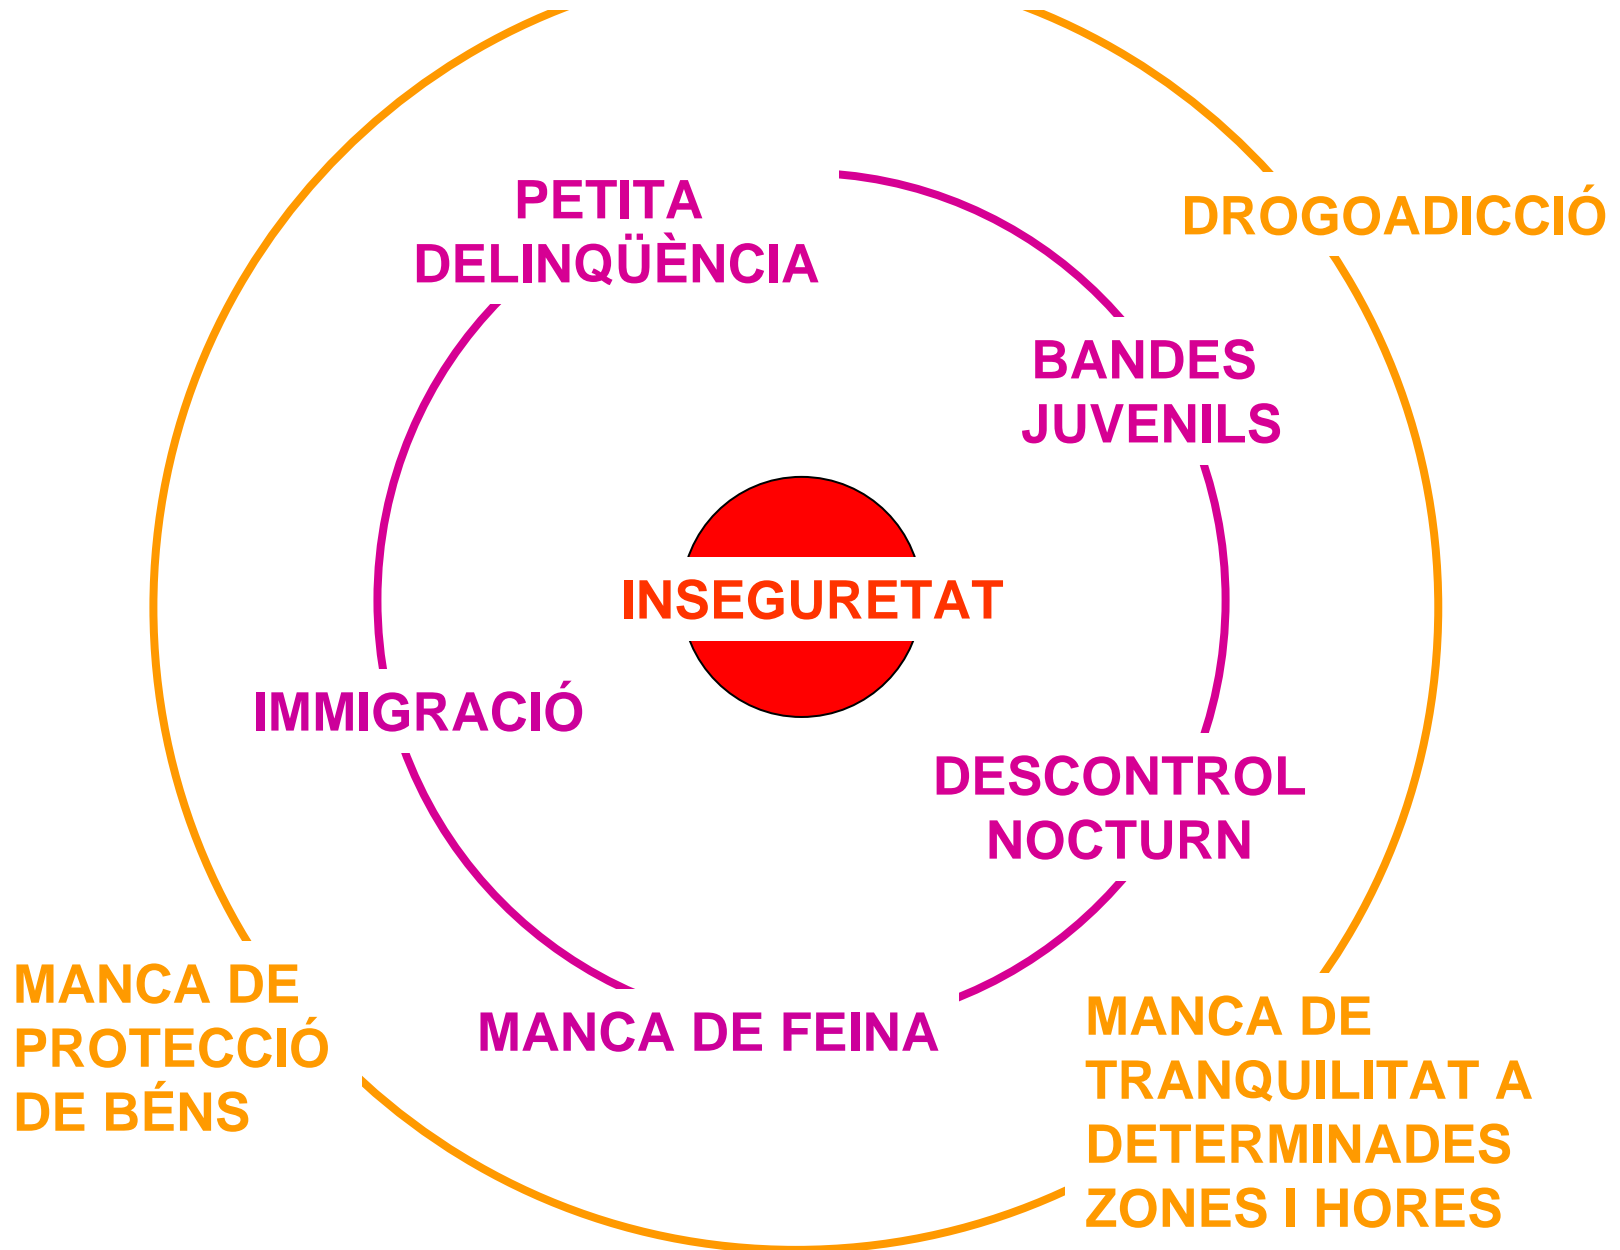 PETITA
DELINQÜÈNCIA
DROGOADICCIÓ
BANDES
JUVENILS
INSEGURETAT
IMMIGRACIÓ
DESCONTROL
NOCTURN
MANCA DE
PROTECCIÓ
DE BÉNS
MANCA DE FEINA
MANCA DE
TRANQUILITAT A
DETERMINADES
ZONES I HORES